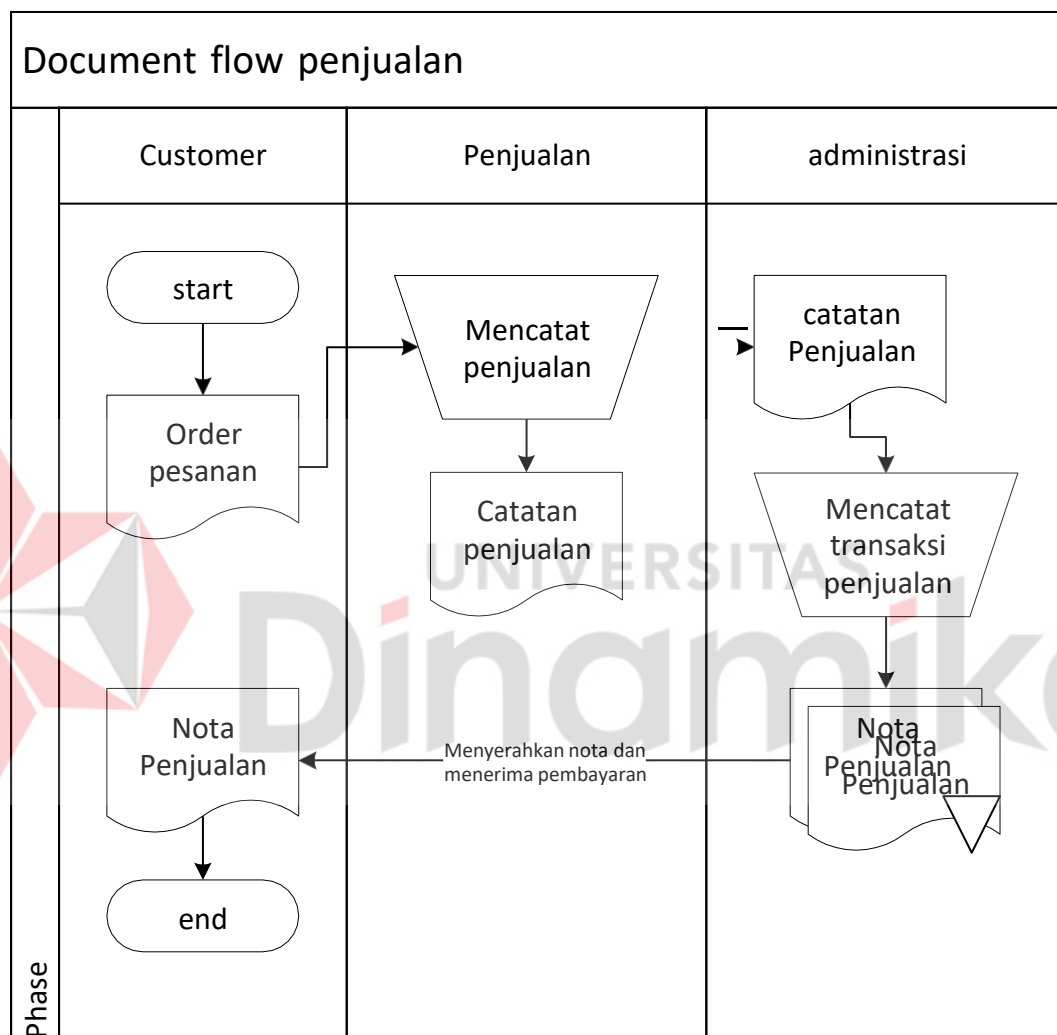 Document flow penjualan
Customer
Penjualan
administrasi
start
Order
pesanan
Nota
Penjualan
end
Mencatat
penjualan
Catatan
penjualan
Menyerahkan nota dan
menerima pembayaran
catatan
Penjualan
Mencatat
transaksi
penjualan
Nota
Penjualan
Nota
Penjualan
Phase
UNIVERSITAS
Dinamika